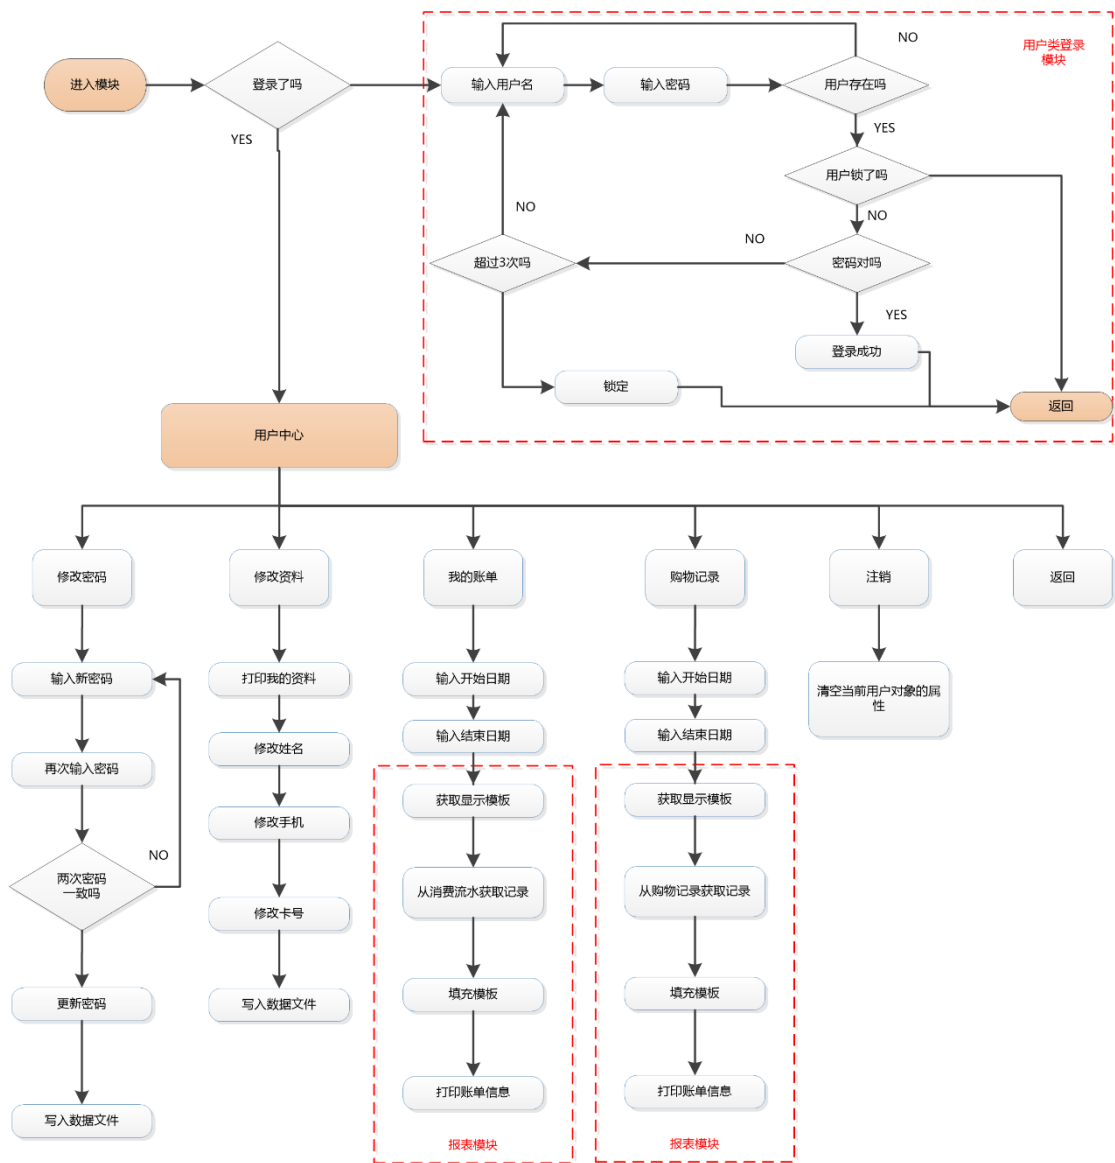 NO
用户类登录
模块
进入模块
登录了吗
输入用户名
输入密码
用户存在吗
YES
YES
用户锁了吗
NO
NO
NO
超过3次吗
密码对吗
YES
登录成功
锁定
返回
用户中心
修改密码
修改资料
我的账单
购物记录
注销
返回
输入新密码
打印我的资料
输入开始日期
输入开始日期
清空当前用户对象的属
性
修改姓名
输入结束日期
输入结束日期
再次输入密码
获取显示模板
获取显示模板
修改手机
NO
两次密码
一致吗
从消费流水获取记录
从购物记录获取记录
修改卡号
更新密码
写入数据文件
填充模板
填充模板
写入数据文件
打印账单信息
打印账单信息
报表模块
报表模块